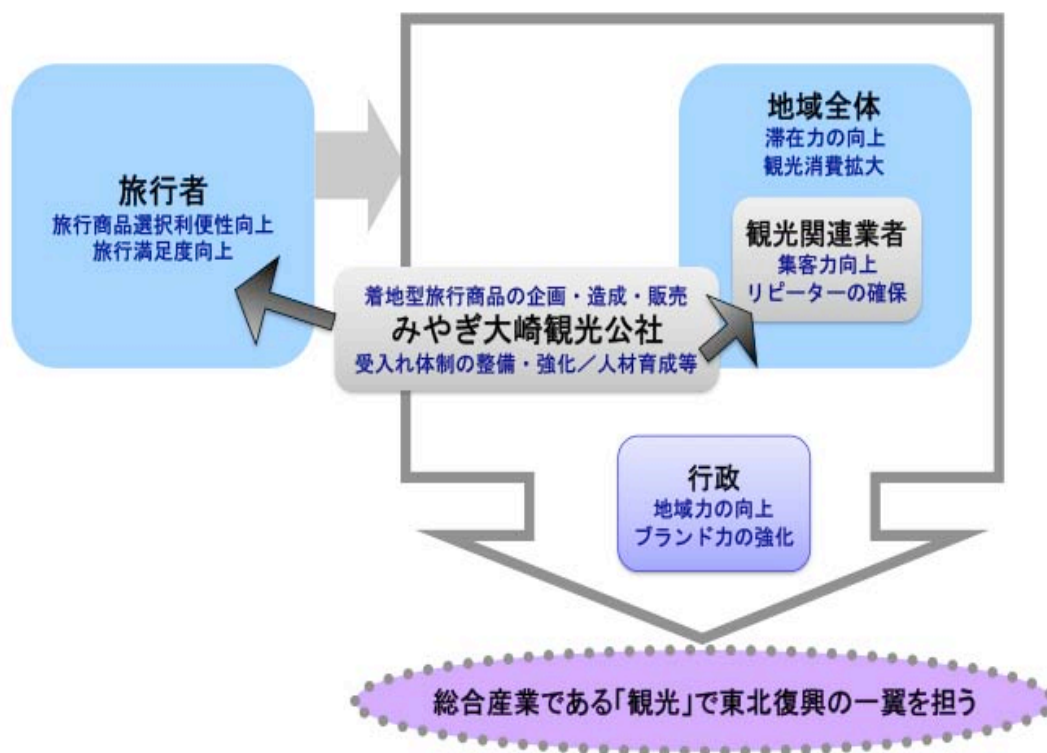 旅行者
旅行商品選択利便性向上
旅行満足度向上
地域全体
滞在力の向上
観光消費拡大
観光関連業者
集客力向上
リピーターの確保
着地型旅行商品の企画・造成・販売
みやぎ大崎観光公社
受入れ体制の整備・強化／人材育成等
行政
地域力の向上
ブランド力の強化
総合産業である「観光」で東北復興の一翼を担う